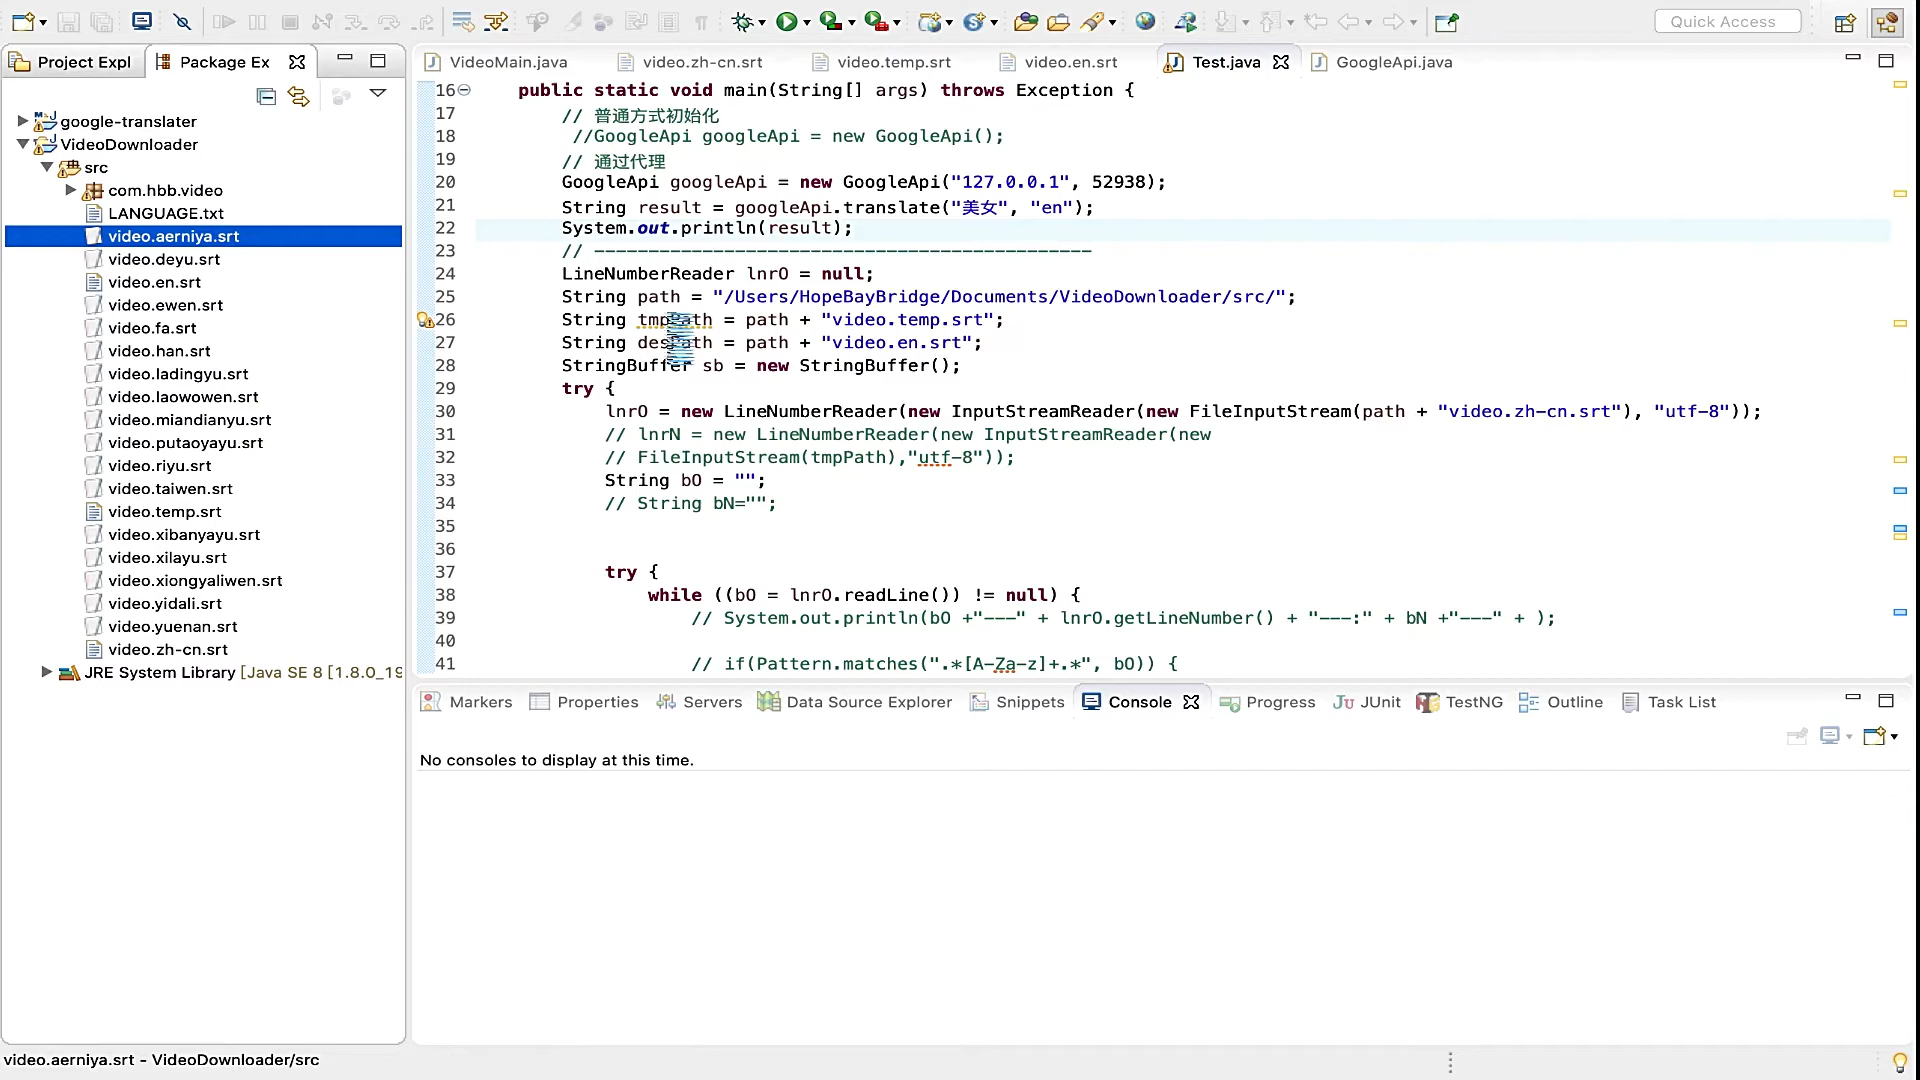 Quick Access
Project Expl
Package Ex
google-translater
VideoDownloader
src
com.hbb.video
LANGUAGE.txt
video.aerniya.srt
video.deyu.srt
video.en.srt
video.ewen.srt
video.fa.srt
video.han.srt
video.ladingyu.srt
video.laowowen.srt
video.miandianyu.srt
video.putaoyayu.srt
video.riyu.srt
video.taiwen.srt
video.temp.srt
video.xibanyayu.srt
video.xilayu.srt
video.xiongyaliwen.srt
video.yidali.srt
video.yuenan.srt
video.zh-cn.srt
JRE System Library [Java SE 8 [1.8.0_19
VideoMain.java
video.zh-cn.srt
video.temp.srt
video.en.srt
Test.java
GoogleApi.java
16 public static void main(String[] args) throws Exception {
17 // 普通方式初始化
18 //GoogleApi googleApi = new GoogleApi();
19 // 通过代理
20 GoogleApi googleApi = new GoogleApi("127.0.0.1", 52938);
21 String result = googleApi.translate("美女", "en");
22 System.out.println(result);
23 // ----------------------------------------------
24 LineNumberReader lnrO = null;
25 String path = "/Users/HopeBayBridge/Documents/VideoDownloader/src/";
26 String tmpPath = path + "video.temp.srt";
27 String desPath = path + "video.en.srt";
28 StringBuffer sb = new StringBuffer();
29 try {
30 lnrO = new LineNumberReader(new InputStreamReader(new FileInputStream(path + "video.zh-cn.srt"), "utf-8"));
31 // lnrN = new LineNumberReader(new InputStreamReader(new
32 // FileInputStream(tmpPath),"utf-8"));
33 String bO = "";
34 // String bN="";
35
36
37 try {
38 while ((bO = lnrO.readLine()) != null) {
39 // System.out.println(bO +"---" + lnrO.getLineNumber() + "---:" + bN +"---" + );
40
41 // if(Pattern.matches(".*[A-Za-z]+.*", bO)) {
Markers
Properties
Servers
Data Source Explorer
Snippets
Console
Progress
Ju JUnit
TestNG
Outline
Task List
No consoles to display at this time.
video.aerniya.srt - VideoDownloader/src